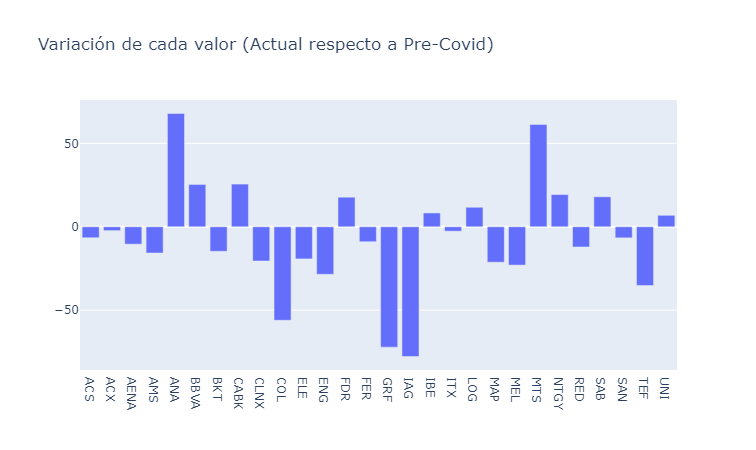 Variación de cada valor (Actual respecto a Pre-Covid)
50
0
−50
ACS
ACX
AENA
AMS
ANA
BBVA
BKT
CABK
CLNX
COL
ELE
ENG
FDR
FER
GRF
IAG
IBE
ITX
LOG
MAP
MEL
MTS
NTGY
RED
SAB
SAN
TEF
UNI